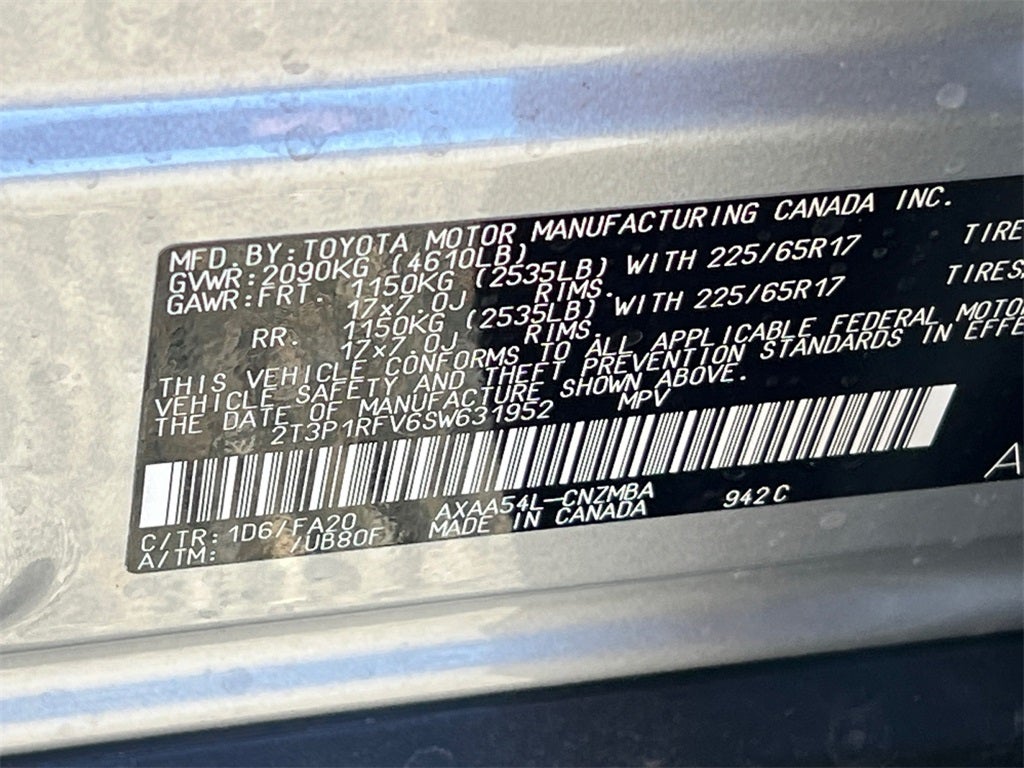 MFD.BY:TOYOTA MOTOR MANUFACTURING CANADA INC.
GVWR:2090KG (4610LB)
GAWR:FRT. 1150KG (2535LB) WITH 225/65R17 TIRE
17x7.0J RIMS.
RR. 1150KG (2535LB) WITH 225/65R17 TIRES
17x7.0J RIMS.
THIS VEHICLE CONFORMS TO ALL APPLICABLE FEDERAL MOTOR
VEHICLE SAFETY AND THEFT PREVENTION STANDARDS IN EFFE
THE DATE OF MANUFACTURE SHOWN ABOVE.
2T3P1RFV6SW631952 MPV
AXAA54L-CNZMBA 942C
C/TR:1D6/FA20 MADE IN CANADA
A/TM: /UB80F
A